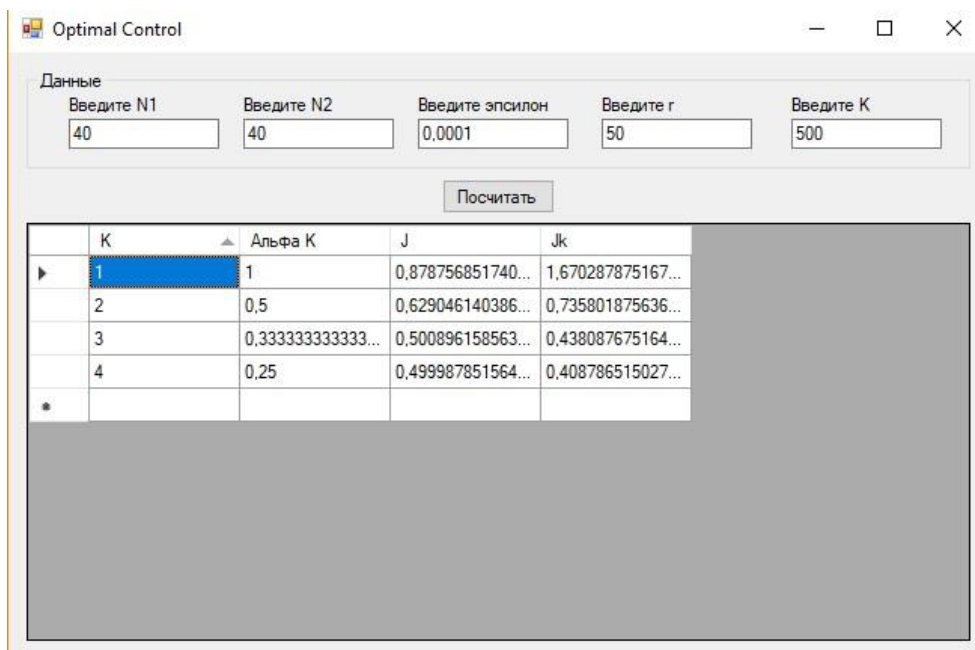 Optimal Control
Данные
Введите N1 Введите N2 Введите эпсилон Введите r Введите K
40 40 0,0001 50 500
Посчитать
K Альфа K J Jk
1 1 0,878756851740... 1,670287875167...
2 0,5 0,629046140386... 0,735801875636...
3 0,333333333333... 0,500896158563... 0,438087675164...
4 0,25 0,499987851564... 0,408786515027...